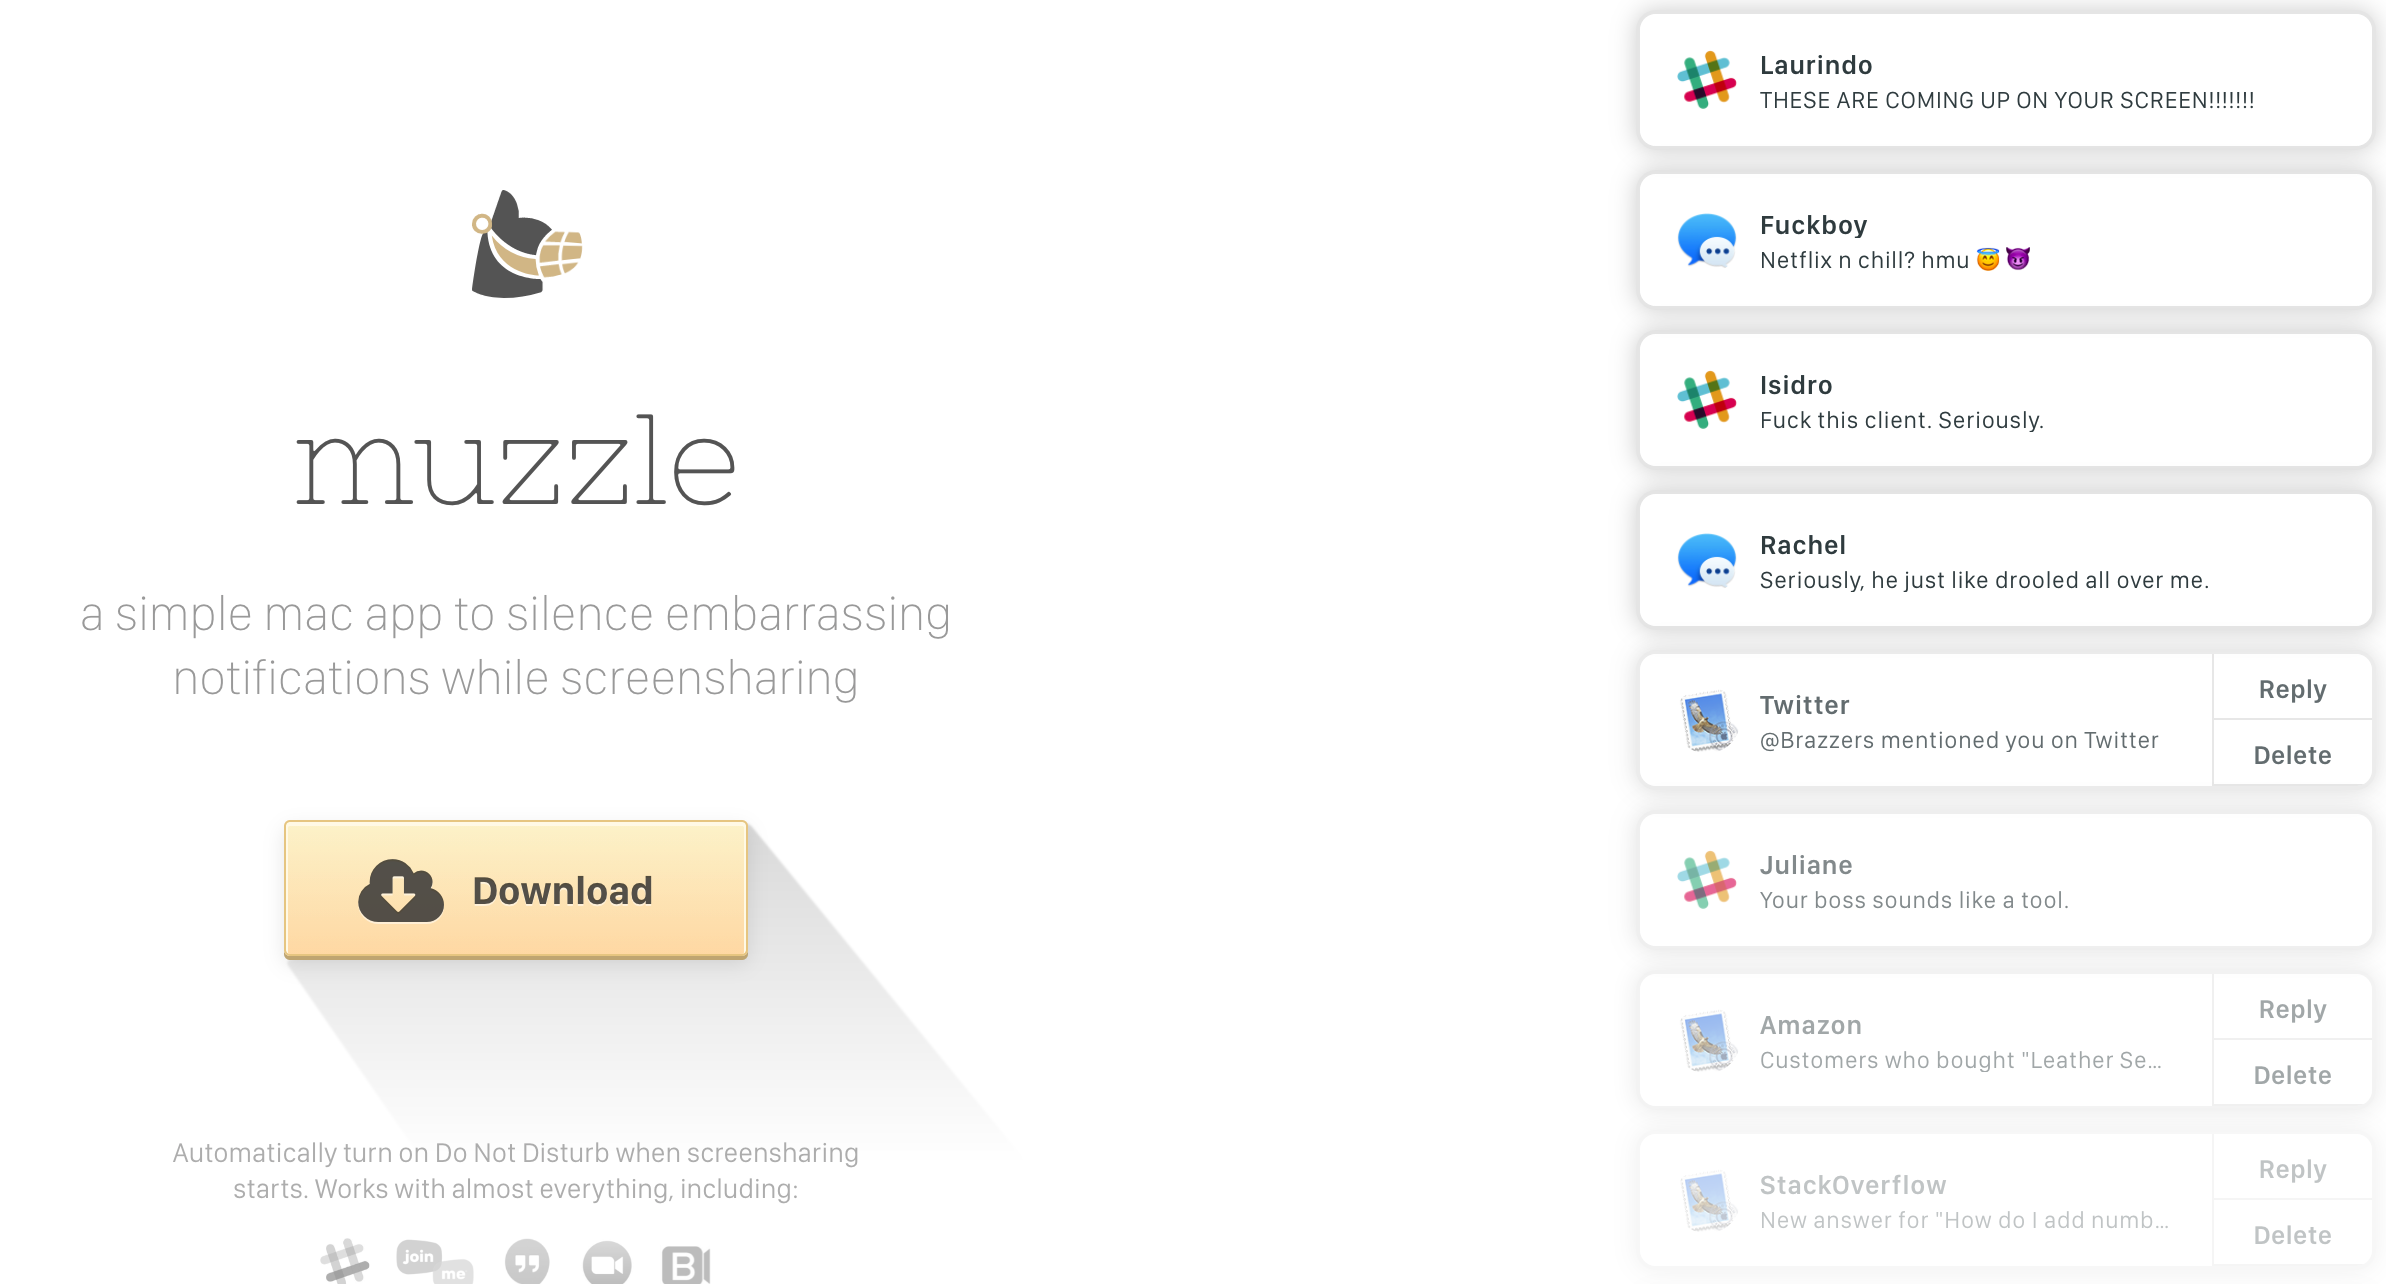 muzzle
a simple mac app to silence embarrassing
notifications while screensharing
Download
Automatically turn on Do Not Disturb when screensharing
starts. Works with almost everything, including:
join
me
B
Laurindo
THESE ARE COMING UP ON YOUR SCREEN!!!!!!!
Fuckboy
Netflix n chill? hmu 😇😈
Isidro
Fuck this client. Seriously.
Rachel
Seriously, he just like drooled all over me.
Twitter
@Brazzers mentioned you on Twitter
Reply
Delete
Juliane
Your boss sounds like a tool.
Amazon
Customers who bought "Leather Se...
Reply
Delete
StackOverflow
New answer for "How do I add numb...
Reply
Delete